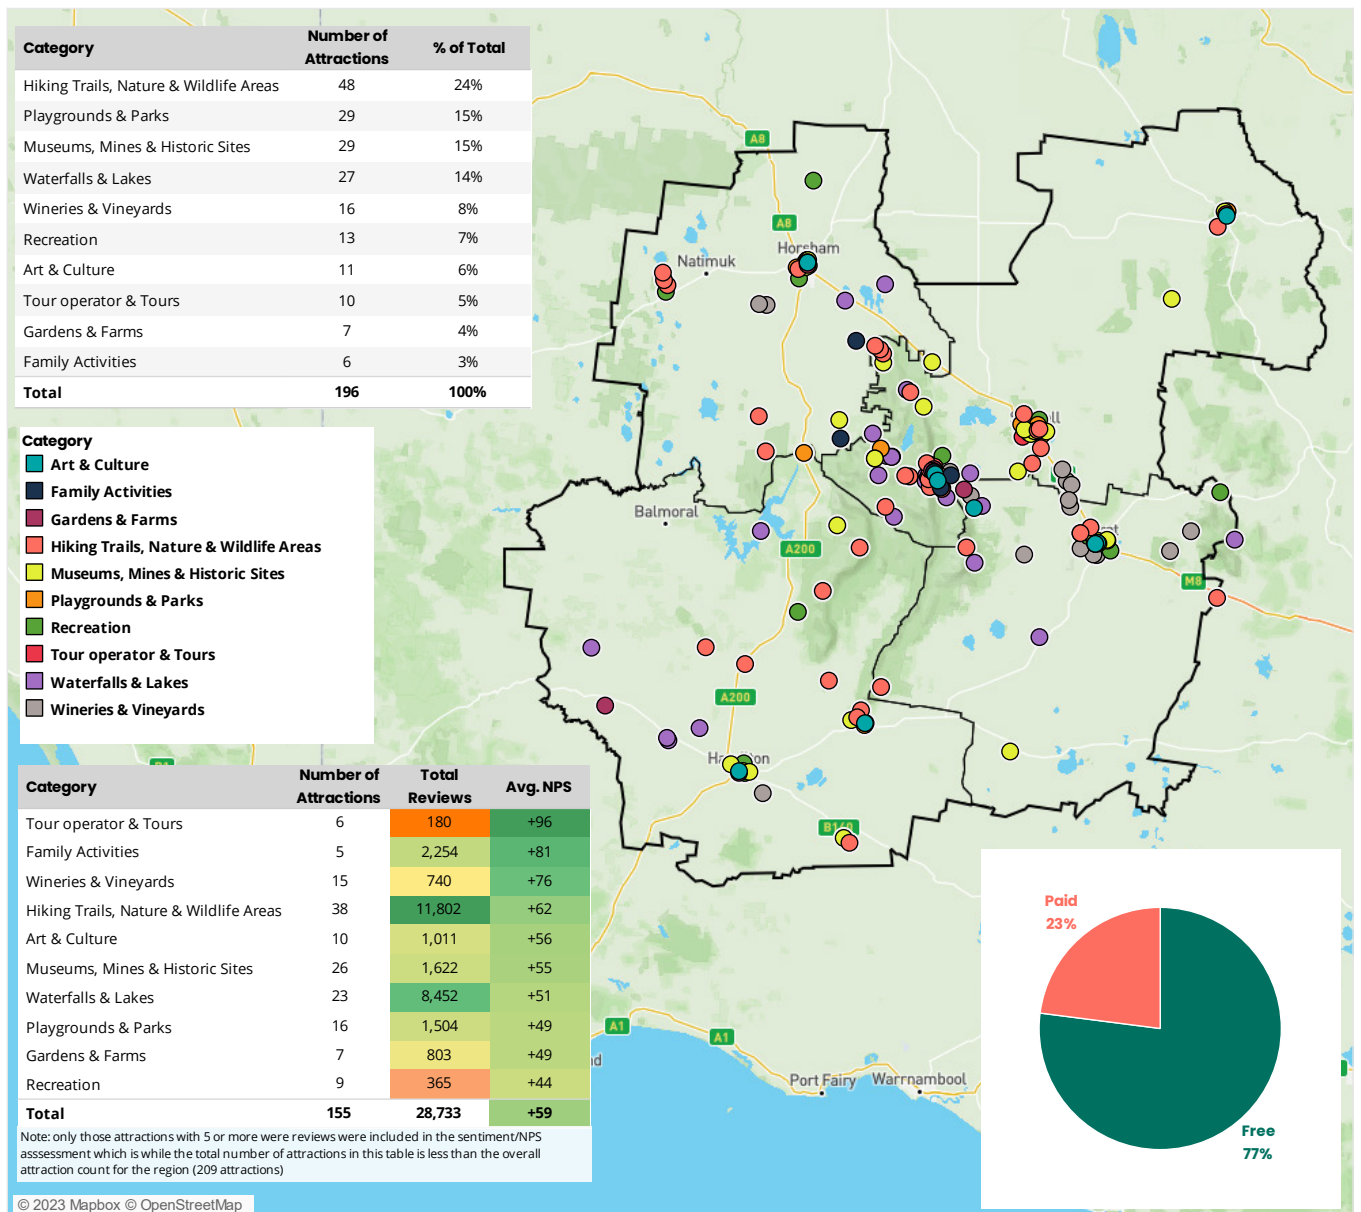 Category Number of Attractions % of Total
Hiking Trails, Nature & Wildlife Areas 48 24%
Playgrounds & Parks 29 15%
Museums, Mines & Historic Sites 29 15%
Waterfalls & Lakes 27 14%
Wineries & Vineyards 16 8%
Recreation 13 7%
Art & Culture 11 6%
Tour operator & Tours 10 5%
Gardens & Farms 7 4%
Family Activities 6 3%
Total 196 100%
Category
Art & Culture
Family Activities
Gardens & Farms
Hiking Trails, Nature & Wildlife Areas
Museums, Mines & Historic Sites
Playgrounds & Parks
Recreation
Tour operator & Tours
Waterfalls & Lakes
Wineries & Vineyards
A8
A8
Horsham
Natimuk
Balmoral
A200
M8
A200
A1
A1
Port Fairy
Warrnambool
Category Number of Attractions Total Reviews Avg. NPS
Tour operator & Tours 6 180 +96
Family Activities 5 2,254 +81
Wineries & Vineyards 15 740 +76
Hiking Trails, Nature & Wildlife Areas 38 11,802 +62
Art & Culture 10 1,011 +56
Museums, Mines & Historic Sites 26 1,622 +55
Waterfalls & Lakes 23 8,452 +51
Playgrounds & Parks 16 1,504 +49
Gardens & Farms 7 803 +49
Recreation 9 365 +44
Total 155 28,733 +59
Note: only those attractions with 5 or more were reviews were included in the sentiment/NPS
asssessment which is while the total number of attractions in this table is less than the overall
attraction count for the region (209 attractions)
Paid
23%
Free
77%
© 2023 Mapbox © OpenStreetMap